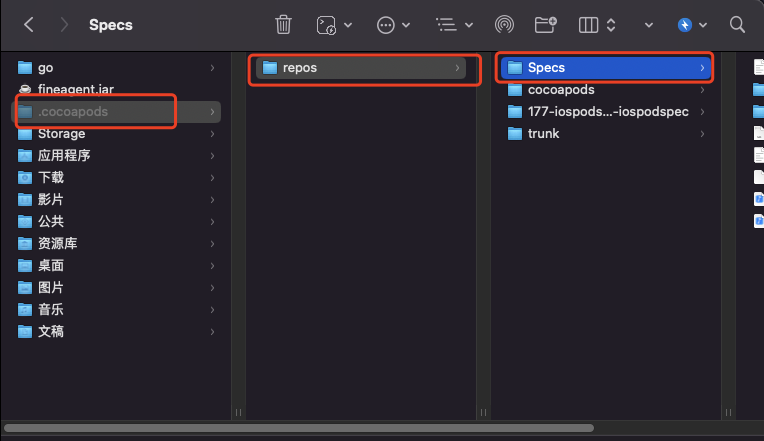 Specs
go
fineagent.jar
.cocoapods
Storage
应用程序
下载
影片
公共
资源库
桌面
图片
音乐
文稿
repos
Specs
cocoapods
177-iospods...-iospodspec
trunk